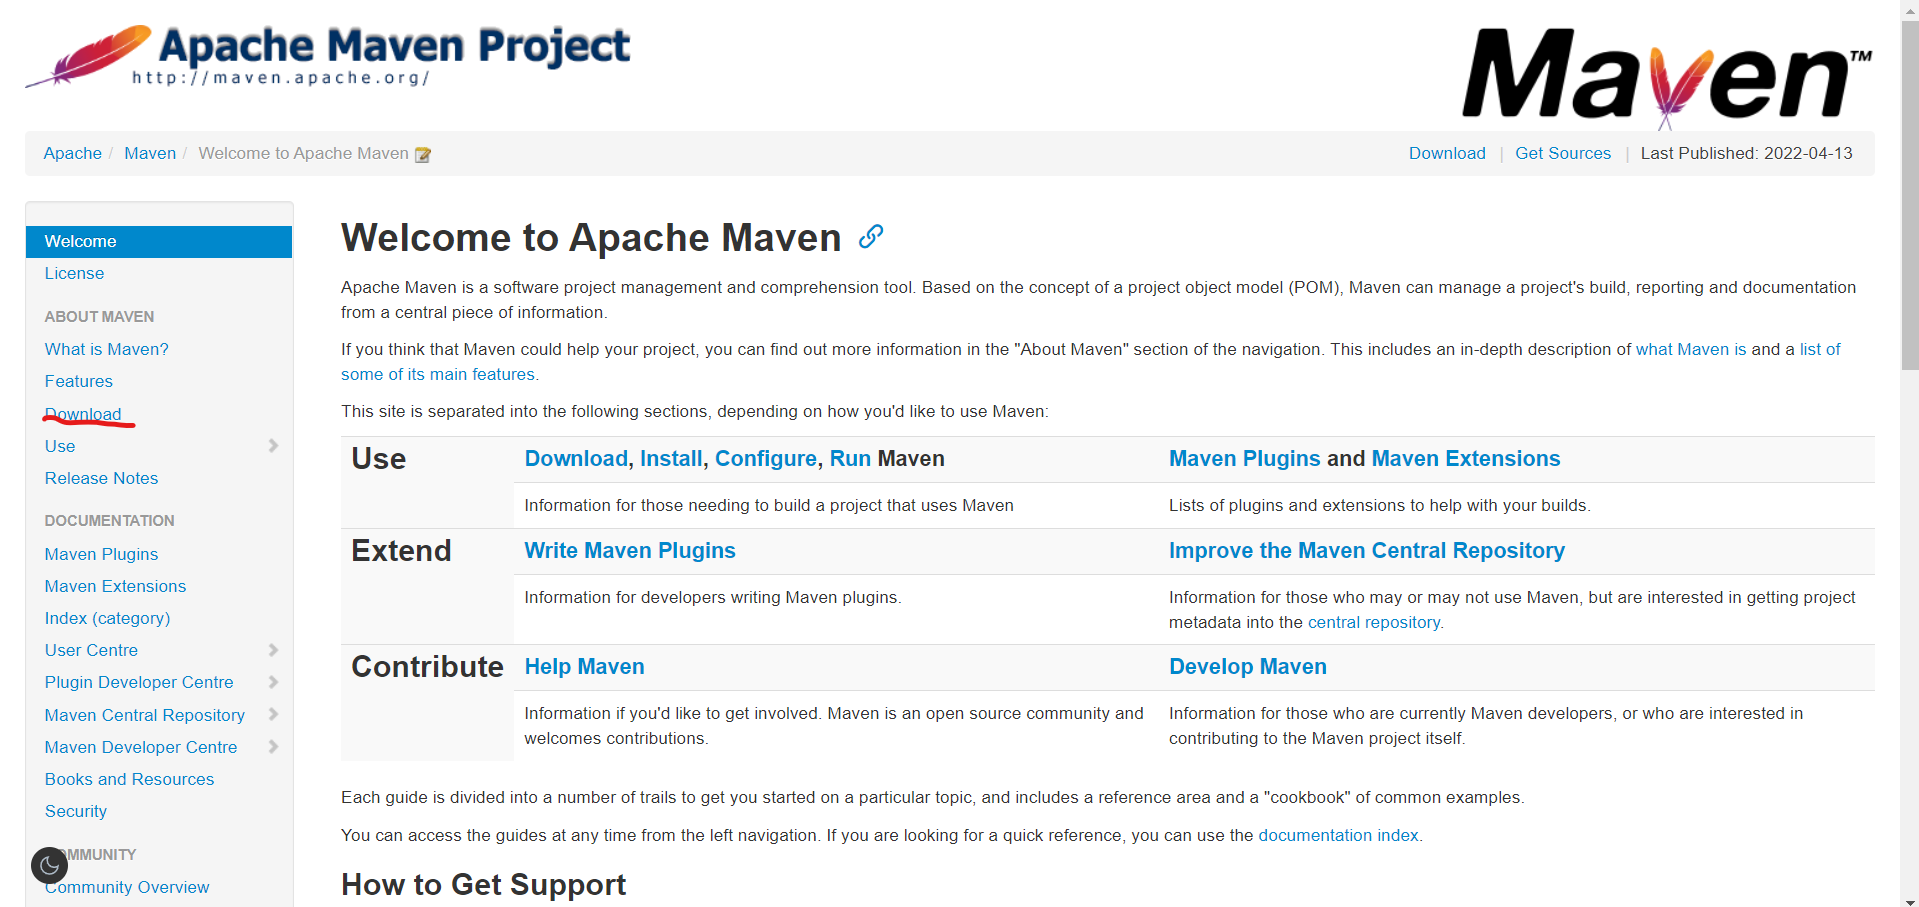 Apache Maven Project
http://maven.apache.org/
Maven™
Apache / Maven / Welcome to Apache Maven
Download | Get Sources | Last Published: 2022-04-13
Welcome
License
ABOUT MAVEN
What is Maven?
Features
Download
Use
Release Notes
DOCUMENTATION
Maven Plugins
Maven Extensions
Index (category)
User Centre
Plugin Developer Centre
Maven Central Repository
Maven Developer Centre
Books and Resources
Security
MMUNITY
Community Overview
Welcome to Apache Maven
Apache Maven is a software project management and comprehension tool. Based on the concept of a project object model (POM), Maven can manage a project's build, reporting and documentation
from a central piece of information.
If you think that Maven could help your project, you can find out more information in the "About Maven" section of the navigation. This includes an in-depth description of what Maven is and a list of
some of its main features.
This site is separated into the following sections, depending on how you'd like to use Maven:
Use
Download, Install, Configure, Run Maven
Maven Plugins and Maven Extensions
Information for those needing to build a project that uses Maven
Lists of plugins and extensions to help with your builds.
Extend
Write Maven Plugins
Improve the Maven Central Repository
Information for developers writing Maven plugins.
Information for those who may or may not use Maven, but are interested in getting project
metadata into the central repository.
Contribute
Help Maven
Develop Maven
Information if you'd like to get involved. Maven is an open source community and
welcomes contributions.
Information for those who are currently Maven developers, or who are interested in
contributing to the Maven project itself.
Each guide is divided into a number of trails to get you started on a particular topic, and includes a reference area and a "cookbook" of common examples.
You can access the guides at any time from the left navigation. If you are looking for a quick reference, you can use the documentation index.
How to Get Support